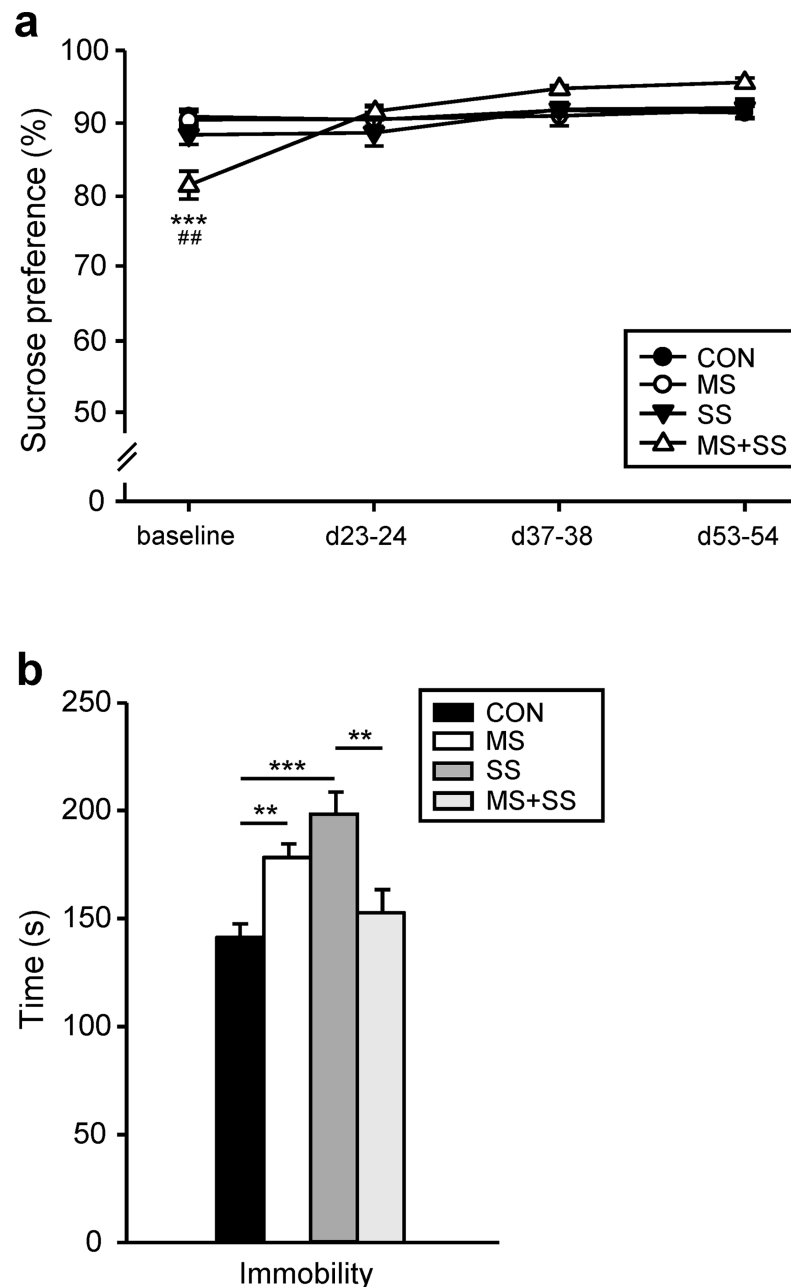 a
Sucrose preference (%)
100
90
80
70
60
50
0
***
##
CON
MS
SS
MS+SS
baseline d23-24 d37-38 d53-54
b
Time (s)
250
200
150
100
50
0
**
***
**
CON
MS
SS
MS+SS
Immobility